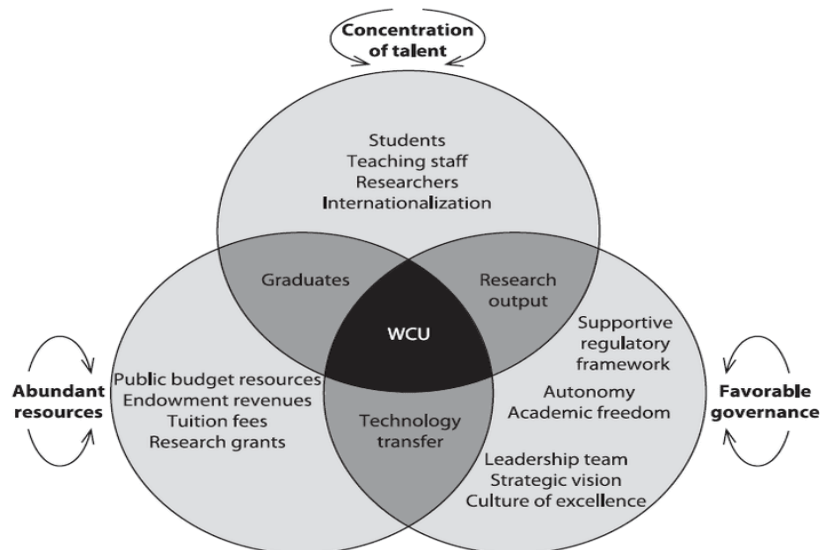 Concentration
of talent
Students
Teaching staff
Researchers
Internationalization
Graduates
Research
output
WCU
Supportive
regulatory
framework
Abundant
resources
Public budget resources
Endowment revenues
Tuition fees
Research grants
Technology
transfer
Autonomy
Academic freedom
Leadership team
Strategic vision
Culture of excellence
Favorable
governance